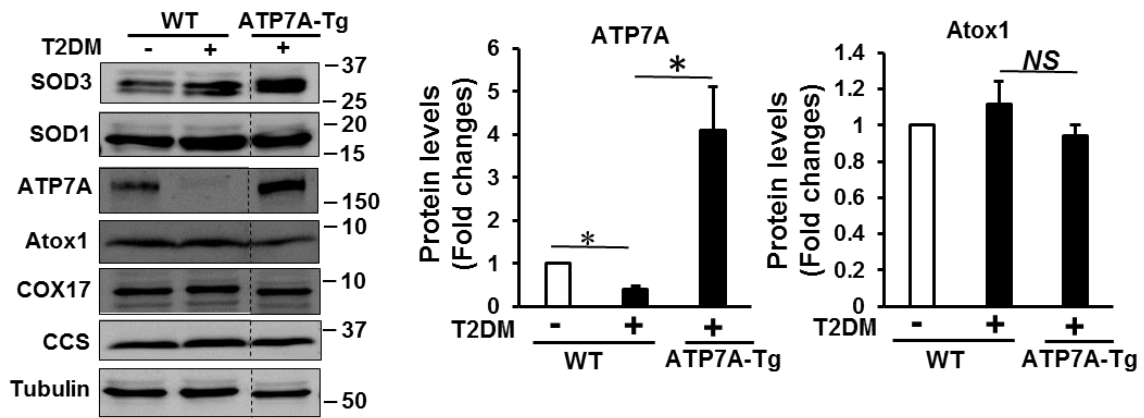 WT ATP7A-Tg
T2DM - + +
SOD3 37
25
SOD1 20
15
ATP7A 150
Atox1 10
COX17 10
CCS 37
Tubulin 50
ATP7A
Protein levels
(Fold changes)
6
5
4
3
2
1
0
* *
T2DM - + +
WT ATP7A-Tg
Atox1
Protein levels
(Fold changes)
1.4
1.2
1
0.8
0.6
0.4
0.2
0
NS
T2DM - + +
WT ATP7A-Tg